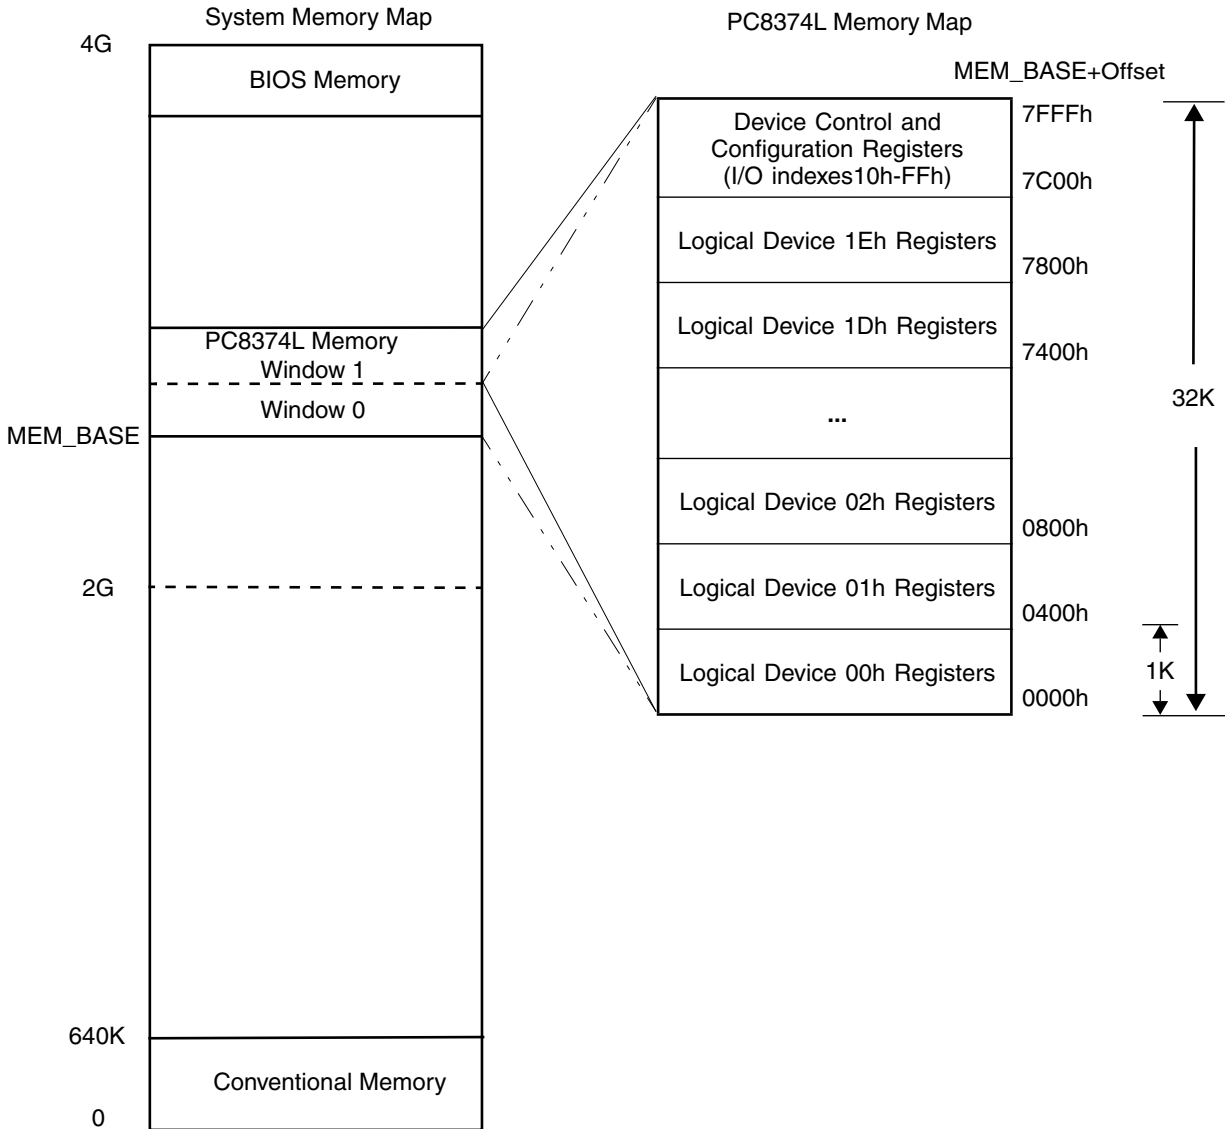 System Memory Map
4G
BIOS Memory
PC8374L Memory
Window 1
Window 0
MEM_BASE
2G
640K
Conventional Memory
0
PC8374L Memory Map
MEM_BASE+Offset
Device Control and
Configuration Registers
(I/O indexes10h-FFh)
7FFFh
7C00h
Logical Device 1Eh Registers
7800h
Logical Device 1Dh Registers
7400h
...
32K
Logical Device 02h Registers
0800h
Logical Device 01h Registers
0400h
Logical Device 00h Registers
1K
0000h